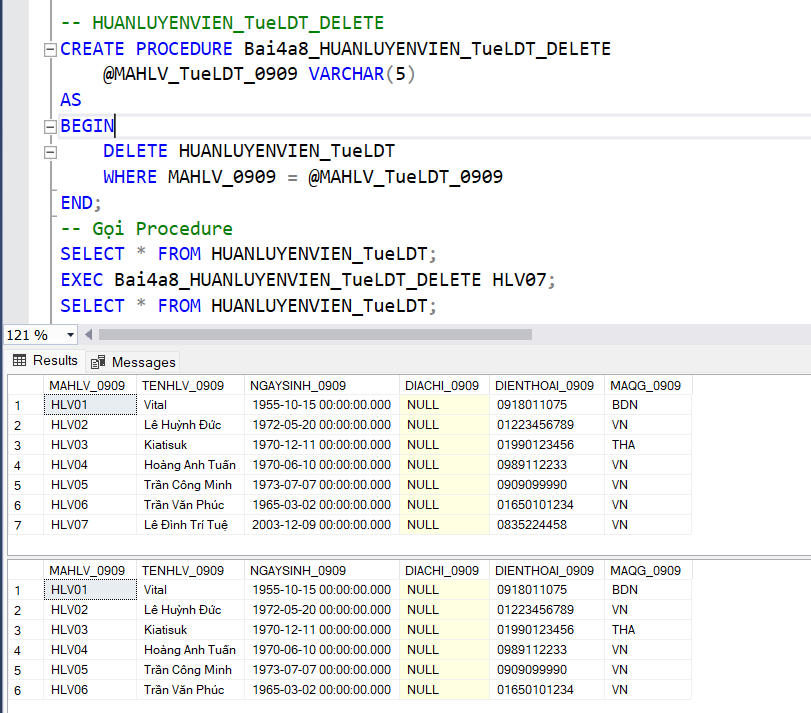 -- HUANLUYENVIEN_TueLDT_DELETE
CREATE PROCEDURE Bai4a8_HUANLUYENVIEN_TueLDT_DELETE
@MAHLV_TueLDT_0909 VARCHAR(5)
AS
BEGIN
DELETE HUANLUYENVIEN_TueLDT
WHERE MAHLV_0909 = @MAHLV_TueLDT_0909
END;
-- Gọi Procedure
SELECT * FROM HUANLUYENVIEN_TueLDT;
EXEC Bai4a8_HUANLUYENVIEN_TueLDT_DELETE HLV07;
SELECT * FROM HUANLUYENVIEN_TueLDT;
121 %
Results Messages
MAHLV_0909 TENHLV_0909 NGAYSINH_0909 DIACHI_0909 DIENTHOAI_0909 MAQG_0909
1 HLV01 Vital 1955-10-15 00:00:00.000 NULL 0918011075 BDN
2 HLV02 Lê Huỳnh Đức 1972-05-20 00:00:00.000 NULL 01223456789 VN
3 HLV03 Kiatisuk 1970-12-11 00:00:00.000 NULL 01990123456 THA
4 HLV04 Hoàng Anh Tuấn 1970-06-10 00:00:00.000 NULL 0989112233 VN
5 HLV05 Trần Công Minh 1973-07-07 00:00:00.000 NULL 0909099990 VN
6 HLV06 Trần Văn Phúc 1965-03-02 00:00:00.000 NULL 01650101234 VN
7 HLV07 Lê Đình Trí Tuệ 2003-12-09 00:00:00.000 NULL 0835224458 VN
MAHLV_0909 TENHLV_0909 NGAYSINH_0909 DIACHI_0909 DIENTHOAI_0909 MAQG_0909
1 HLV01 Vital 1955-10-15 00:00:00.000 NULL 0918011075 BDN
2 HLV02 Lê Huỳnh Đức 1972-05-20 00:00:00.000 NULL 01223456789 VN
3 HLV03 Kiatisuk 1970-12-11 00:00:00.000 NULL 01990123456 THA
4 HLV04 Hoàng Anh Tuấn 1970-06-10 00:00:00.000 NULL 0989112233 VN
5 HLV05 Trần Công Minh 1973-07-07 00:00:00.000 NULL 0909099990 VN
6 HLV06 Trần Văn Phúc 1965-03-02 00:00:00.000 NULL 01650101234 VN